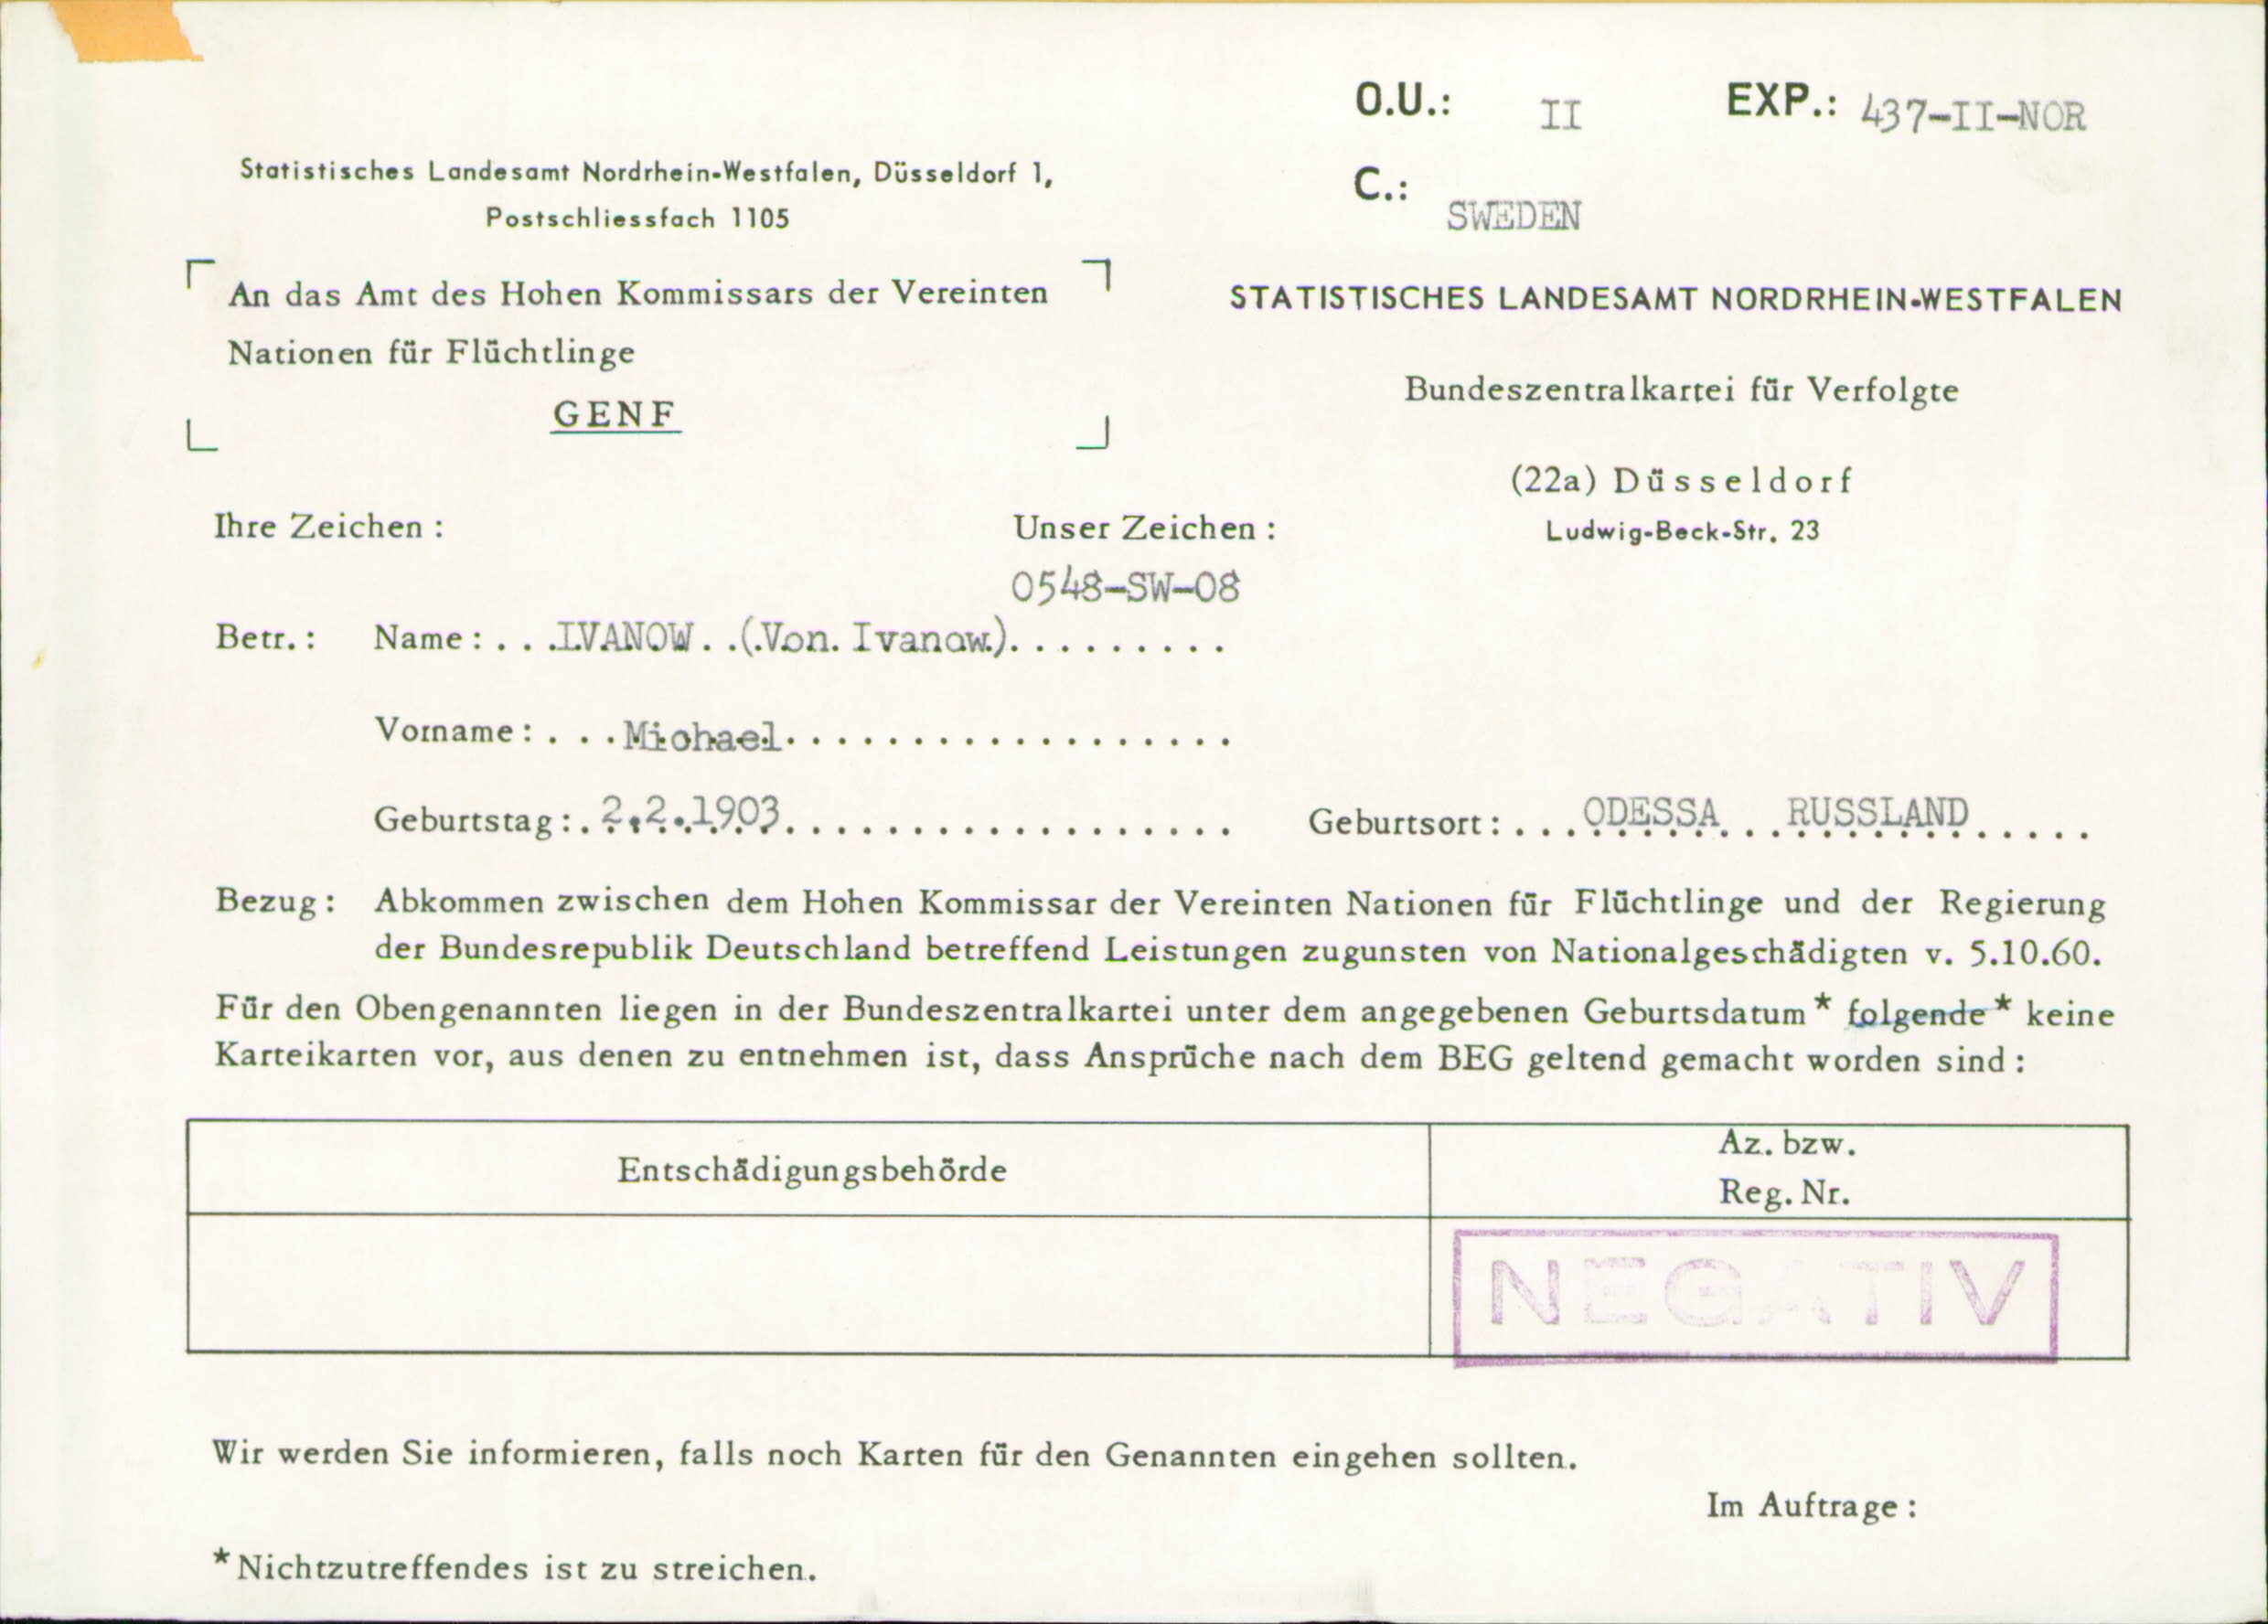 O.U.: II EXP.: 437-II-NOR
Statistisches Landesamt Nordrhein-Westfalen, Düsseldorf 1,
Postschliessfach 1105
C.: SWEDEN
An das Amt des Hohen Kommissars der Vereinten
Nationen für Flüchtlinge
GENF
STATISTISCHES LANDESAMT NORDRHEIN-WESTFALEN
Bundeszentralkartei für Verfolgte
(22a) Düsseldorf
Ludwig-Beck-Str. 23
Ihre Zeichen : Unser Zeichen :
0548-SW-08
Betr. : Name : . . .IVANOW. .(.Von. Ivanow.). . . . . . . . .
Vorname : . . .Michael. . . . . . . . . . . . . . . . . .
Geburtstag : . 2.2.1903. . . . . . . . . . . . . . . . . . Geburtsort : . . .ODESSA. . .RUSSLAND. . . . .
Bezug : Abkommen zwischen dem Hohen Kommissar der Vereinten Nationen für Flüchtlinge und der Regierung
der Bundesrepublik Deutschland betreffend Leistungen zugunsten von Nationalgeschädigten v. 5.10.60.
Für den Obengenannten liegen in der Bundeszentralkartei unter dem angegebenen Geburtsdatum * folgende * keine
Karteikarten vor, aus denen zu entnehmen ist, dass Ansprüche nach dem BEG geltend gemacht worden sind :
Entschädigungsbehörde Az. bzw.
Reg. Nr.
NEGATIV
Wir werden Sie informieren, falls noch Karten für den Genannten eingehen sollten.
Im Auftrage :
* Nichtzutreffendes ist zu streichen.